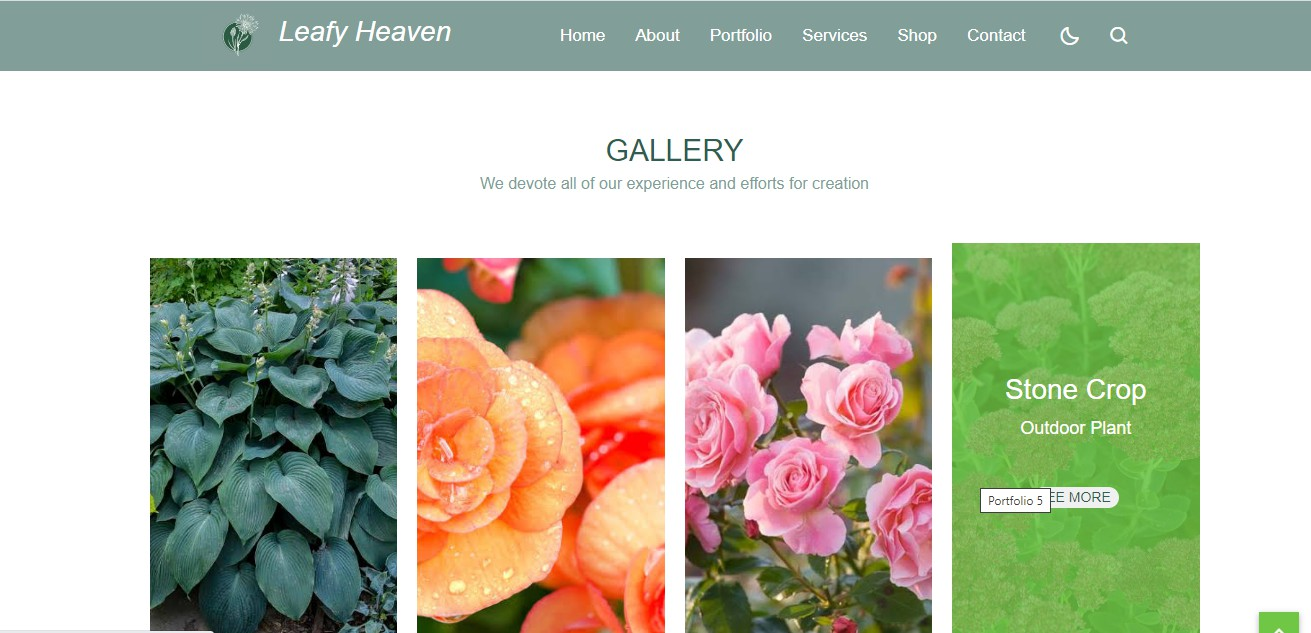 Leafy Heaven
Home About Portfolio Services Shop Contact
GALLERY
We devote all of our experience and efforts for creation
Stone Crop
Outdoor Plant
Portfolio 5
EE MORE